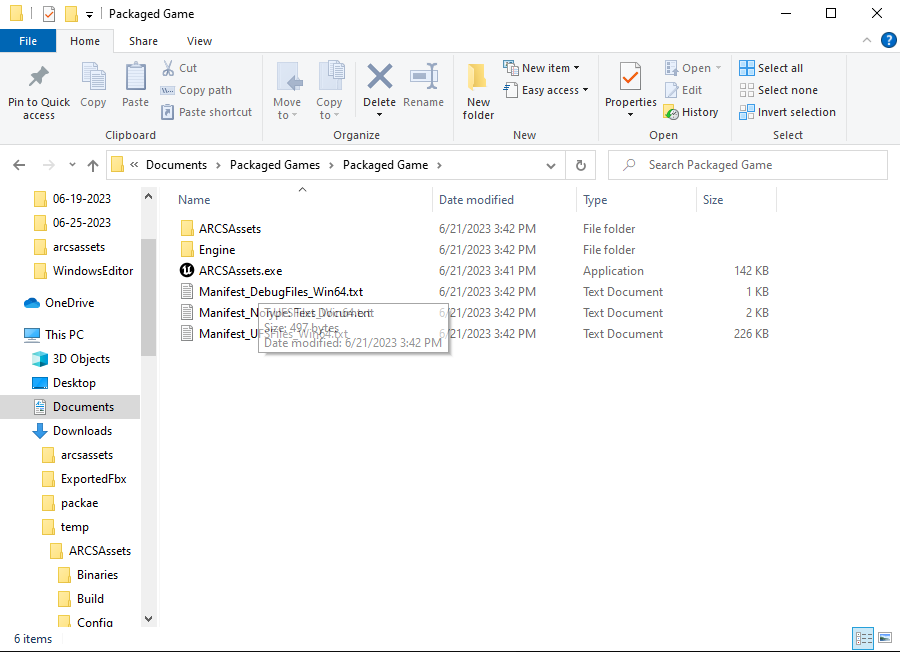 Packaged Game
File Home Share View
Pin to Quick access
Copy
Paste
Cut
Copy path
Paste shortcut
Clipboard
Move to
Copy to
Delete
Rename
Organize
New folder
New item
Easy access
New
Properties
Open
Edit
History
Open
Select all
Select none
Invert selection
Select
« Documents > Packaged Games > Packaged Game >
Search Packaged Game
06-19-2023
06-25-2023
arcsassets
WindowsEditor
OneDrive
This PC
3D Objects
Desktop
Documents
Downloads
arcsassets
ExportedFbx
packae
temp
ARCSAssets
Binaries
Build
Config
Name Date modified Type Size
ARCSAssets 6/21/2023 3:42 PM File folder
Engine 6/21/2023 3:42 PM File folder
ARCSAssets.exe 6/21/2023 3:41 PM Application 142 KB
Manifest_DebugFiles_Win64.txt 6/21/2023 3:42 PM Text Document 1 KB
Manifest_NonUFSFiles_Win64.txt 6/21/2023 3:42 PM Text Document 2 KB
Manifest_UFSFiles_Win64.txt 6/21/2023 3:42 PM Text Document 226 KB
Type: Text Document
Size: 497 bytes
Date modified: 6/21/2023 3:42 PM
6 items